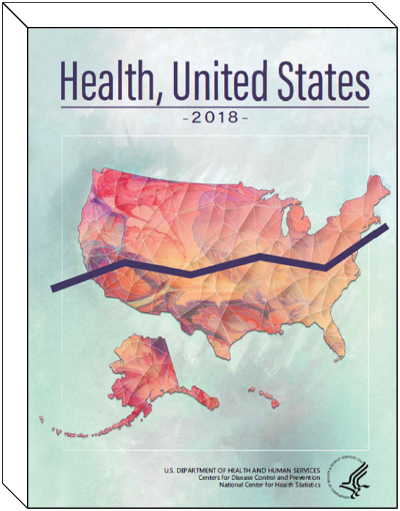 Health, United States
-2018-
U.S. DEPARTMENT OF HEALTH AND HUMAN SERVICES
Centers for Disease Control and Prevention
National Center for Health Statistics